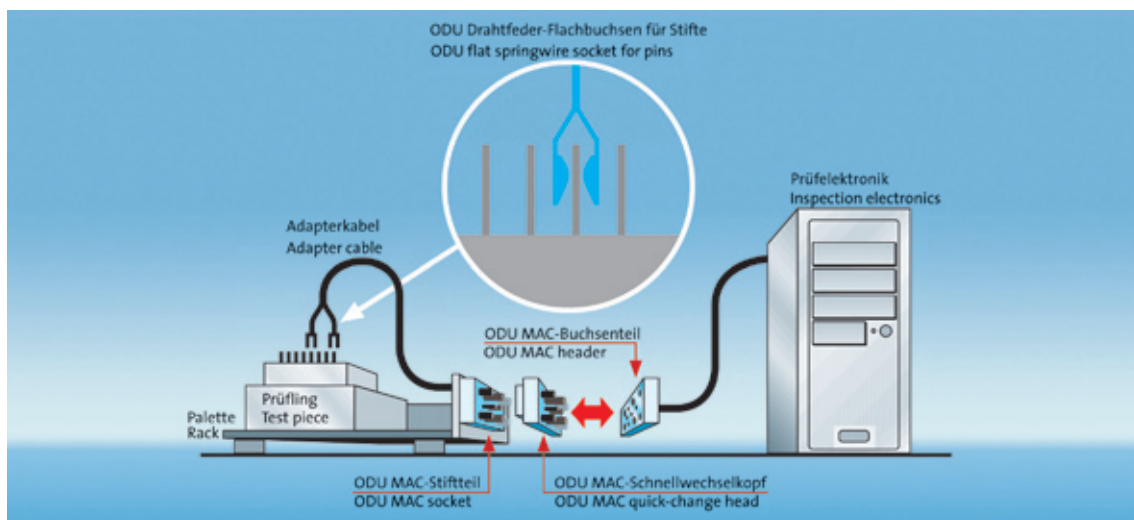 ODU Drahtfeder-Flachbuchsen für Stifte
ODU flat springwire socket for pins
Prüfelektronik
Inspection electronics
Adapterkabel
Adapter cable
ODU MAC-Buchsenteil
ODU MAC header
Prüfling
Test piece
Palette
Rack
ODU MAC-Stiftteil
ODU MAC socket
ODU MAC-Schnellwechselkopf
ODU MAC quick-change head